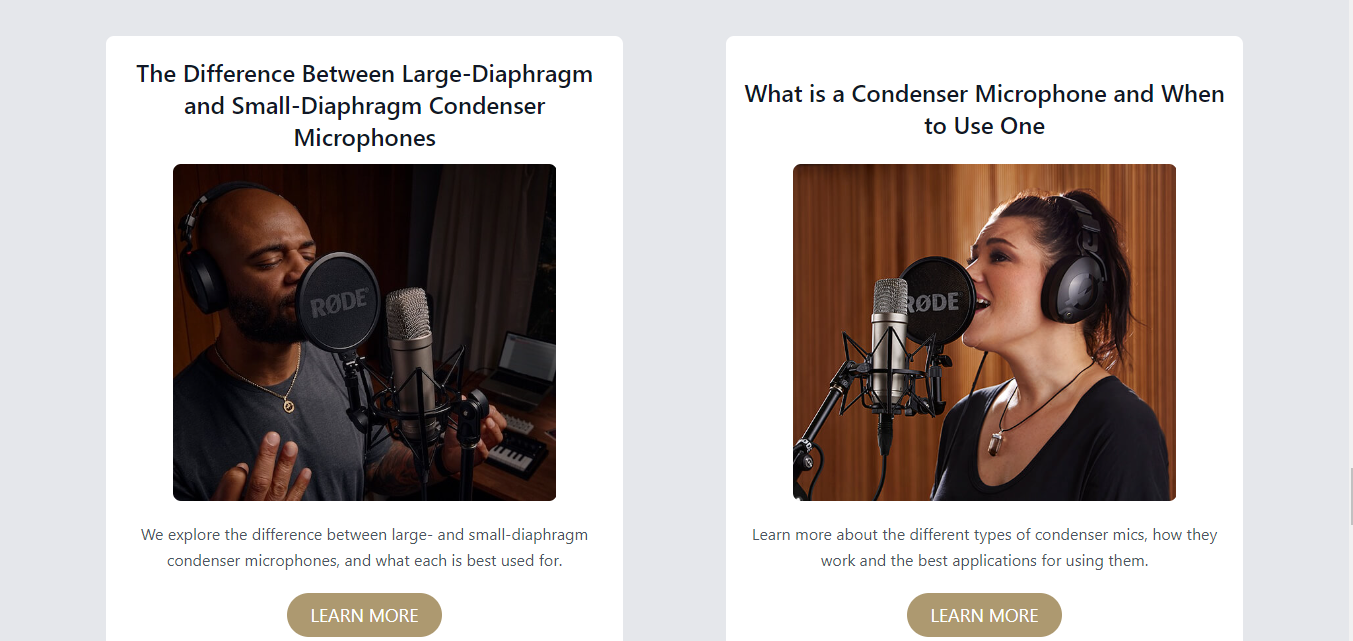 The Difference Between Large-Diaphragm
and Small-Diaphragm Condenser
Microphones
RØDE
We explore the difference between large- and small-diaphragm
condenser microphones, and what each is best used for.
LEARN MORE
What is a Condenser Microphone and When
to Use One
RØDE
Learn more about the different types of condenser mics, how they
work and the best applications for using them.
LEARN MORE